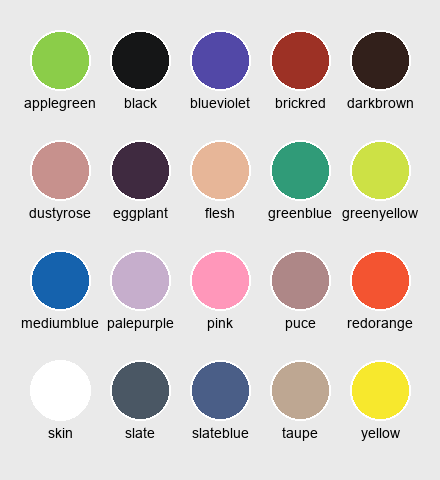 applegreen black blueviolet brickred darkbrown
dustyrose eggplant flesh greenblue greenyellow
mediumblue palepurple pink puce redorange
skin slate slateblue taupe yellow